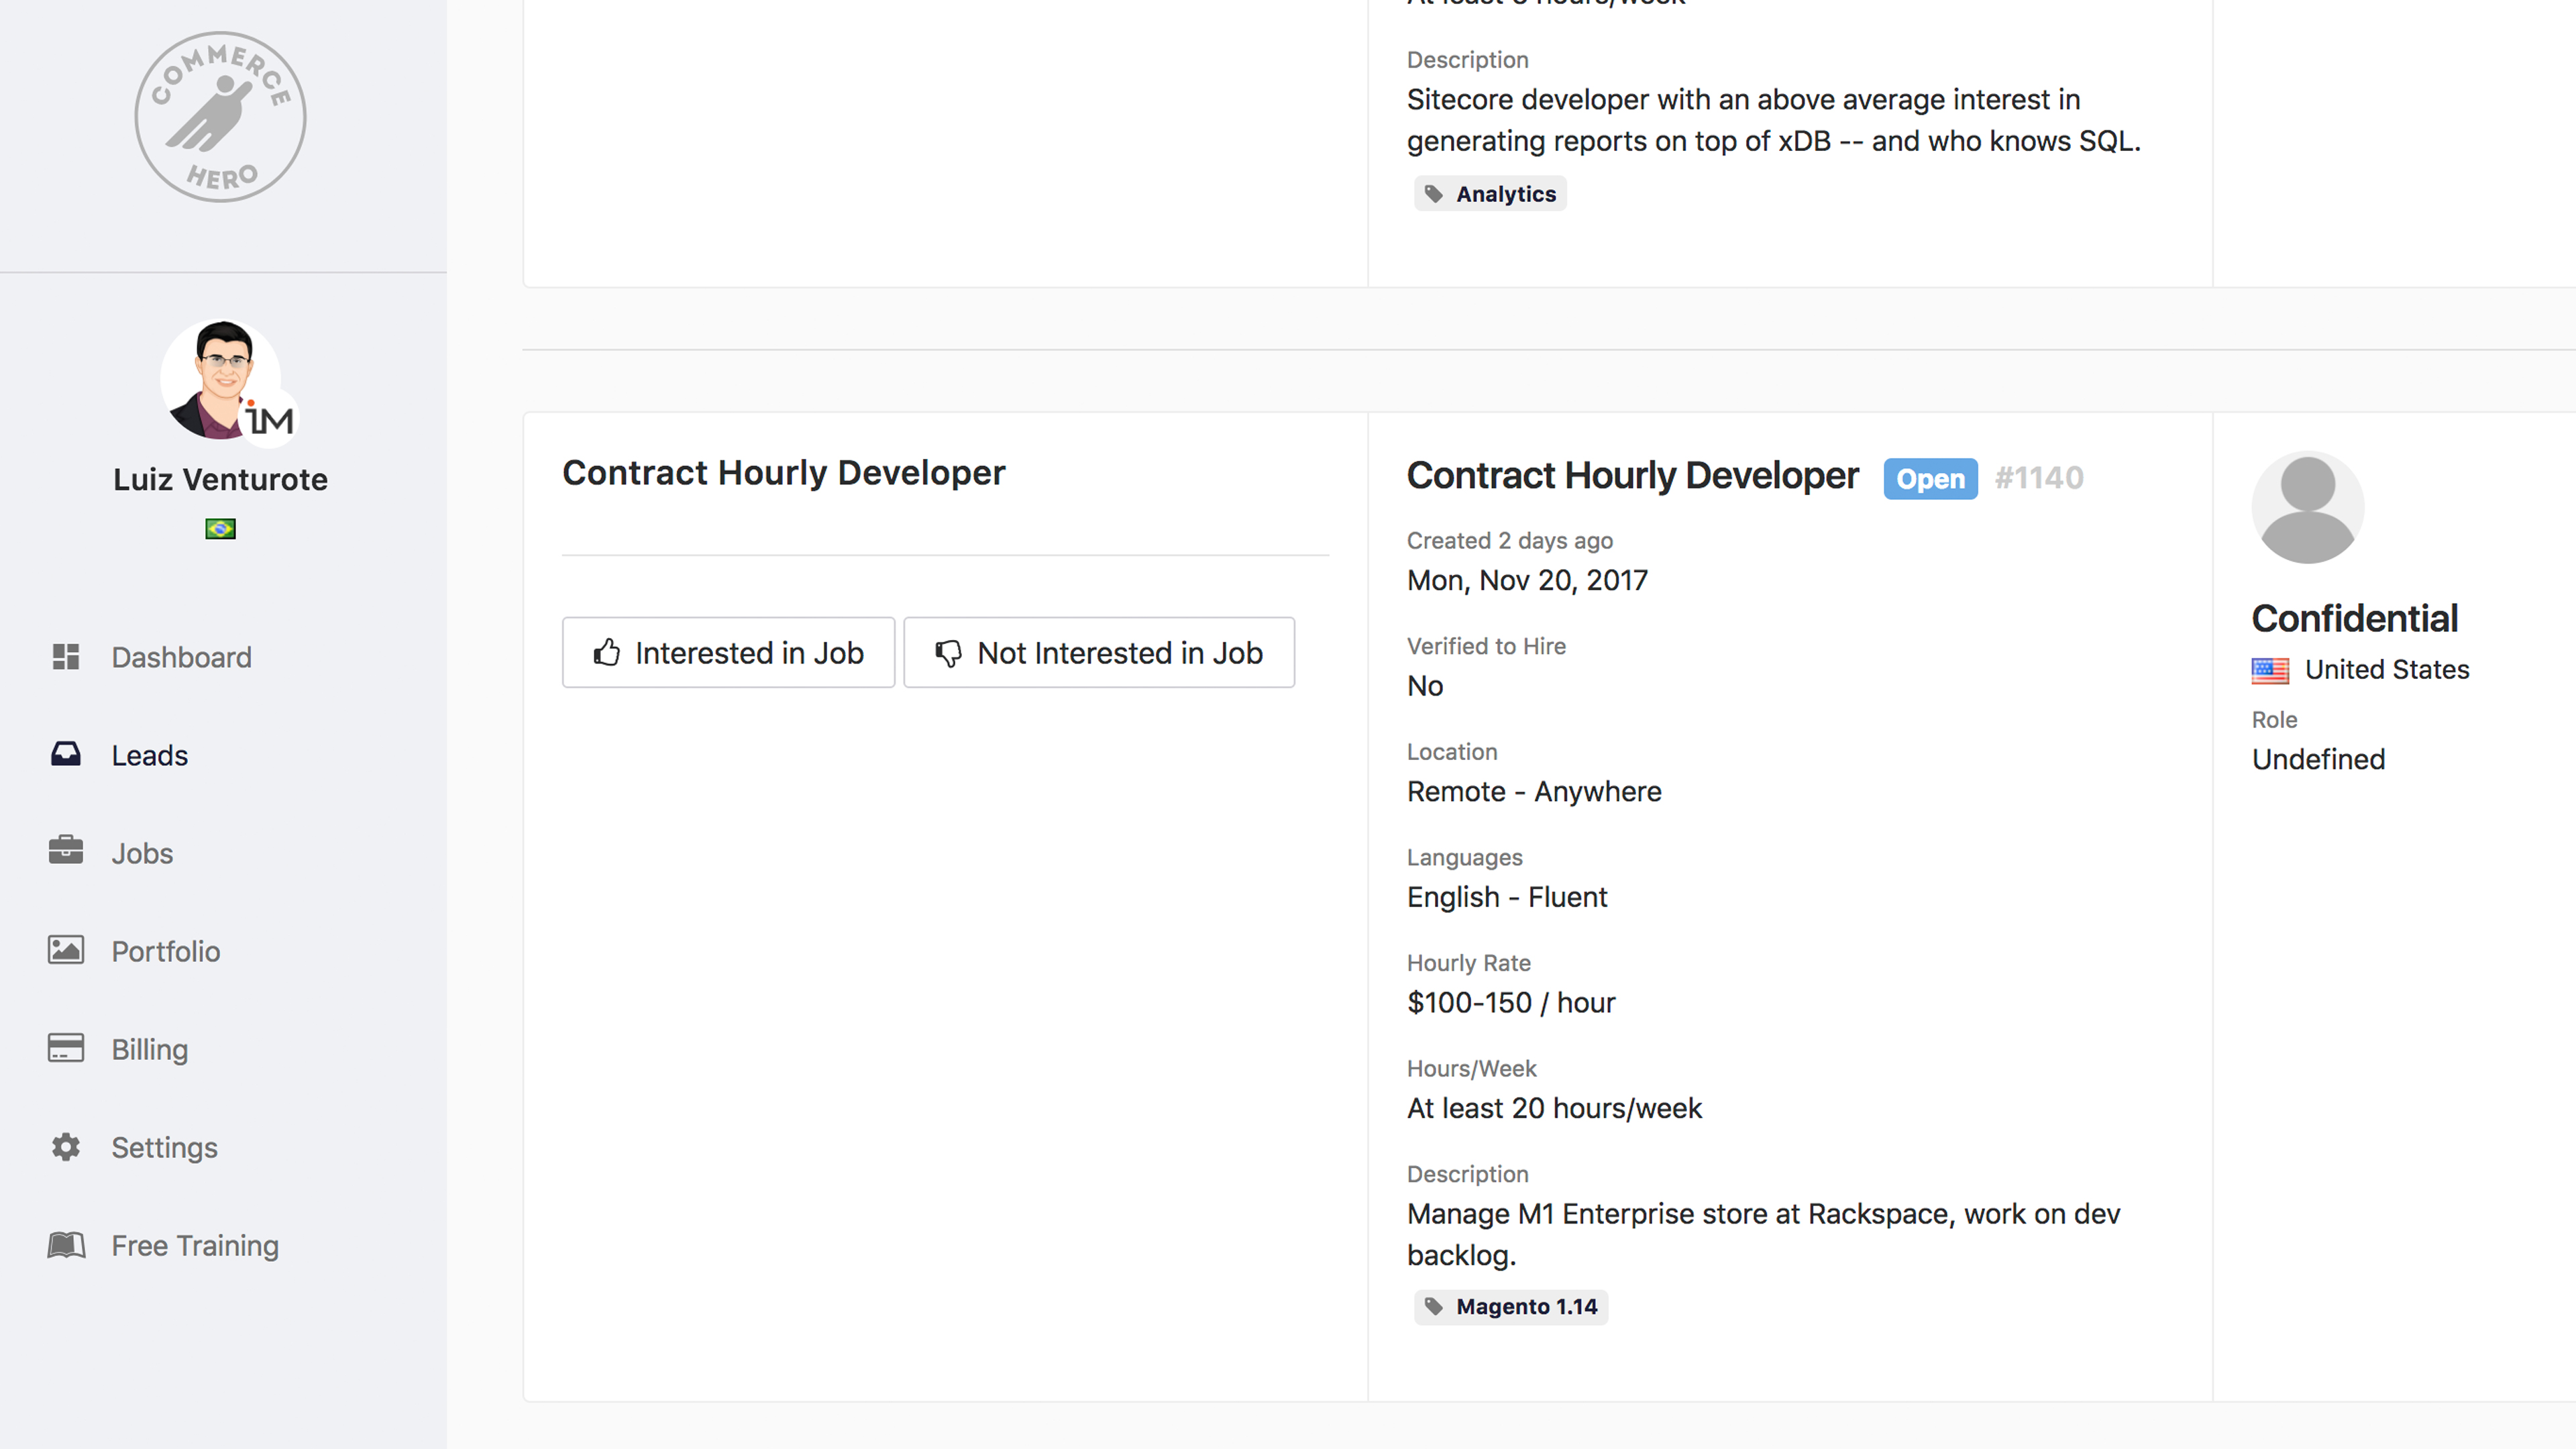 COMMERCE
HERO
iM
Luiz Venturote
Dashboard
Leads
Jobs
Portfolio
Billing
Settings
Free Training
Description
Sitecore developer with an above average interest in
generating reports on top of xDB -- and who knows SQL.
Analytics
Contract Hourly Developer
Interested in Job
Not Interested in Job
Contract Hourly Developer Open #1140
Created 2 days ago
Mon, Nov 20, 2017
Verified to Hire
No
Location
Remote - Anywhere
Languages
English - Fluent
Hourly Rate
$100-150 / hour
Hours/Week
At least 20 hours/week
Description
Manage M1 Enterprise store at Rackspace, work on dev
backlog.
Magento 1.14
Confidential
United States
Role
Undefined